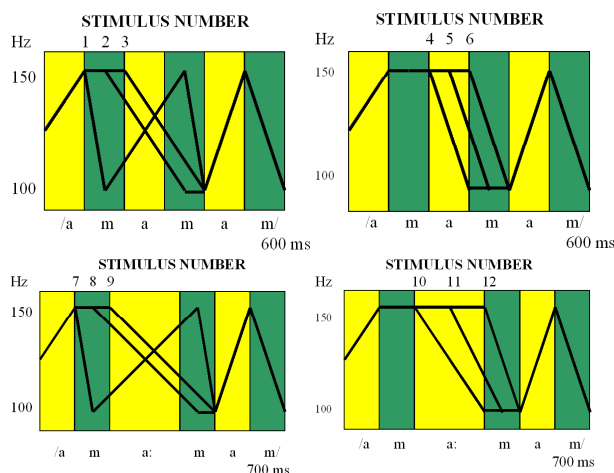 STIMULUS NUMBER
Hz 1 2 3
150
100
/a m a m a m/
600 ms
STIMULUS NUMBER
Hz 4 5 6
150
100
/a m a m a m/
600 ms
STIMULUS NUMBER
Hz 7 8 9
150
100
/a m a: m a m/
700 ms
STIMULUS NUMBER
Hz 10 11 12
150
100
/a m a: m a m/
700 ms